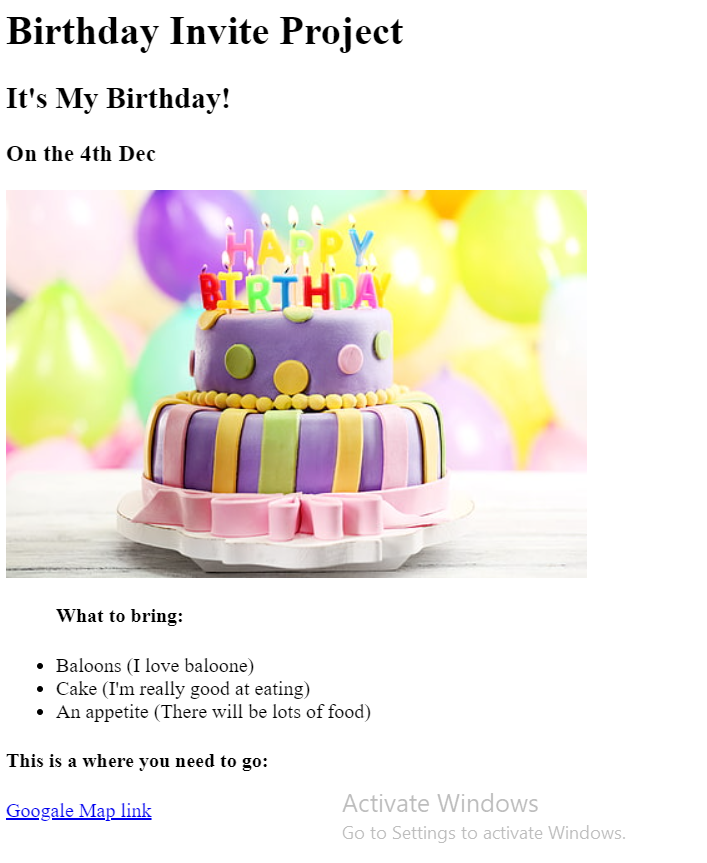 Birthday Invite Project
It's My Birthday!
On the 4th Dec
HAPPY
BIRTHDAY
What to bring:
Baloons (I love baloone)
Cake (I'm really good at eating)
An appetite (There will be lots of food)
This is a where you need to go:
Googale Map link
Activate Windows
Go to Settings to activate Windows.